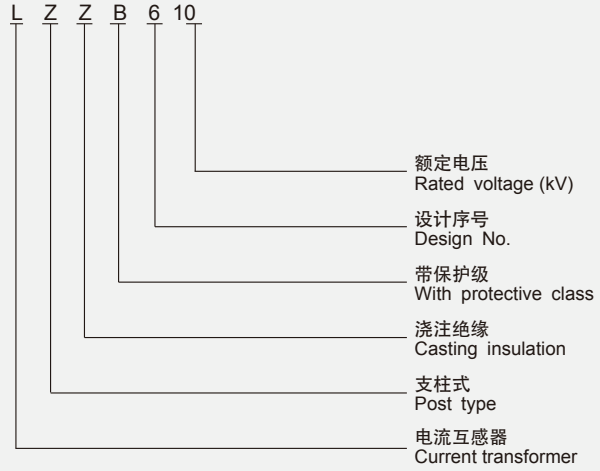 L Z Z B 6 10
额定电压
Rated voltage (kV)
设计序号
Design No.
带保护级
With protective class
浇注绝缘
Casting insulation
支柱式
Post type
电流互感器
Current transformer